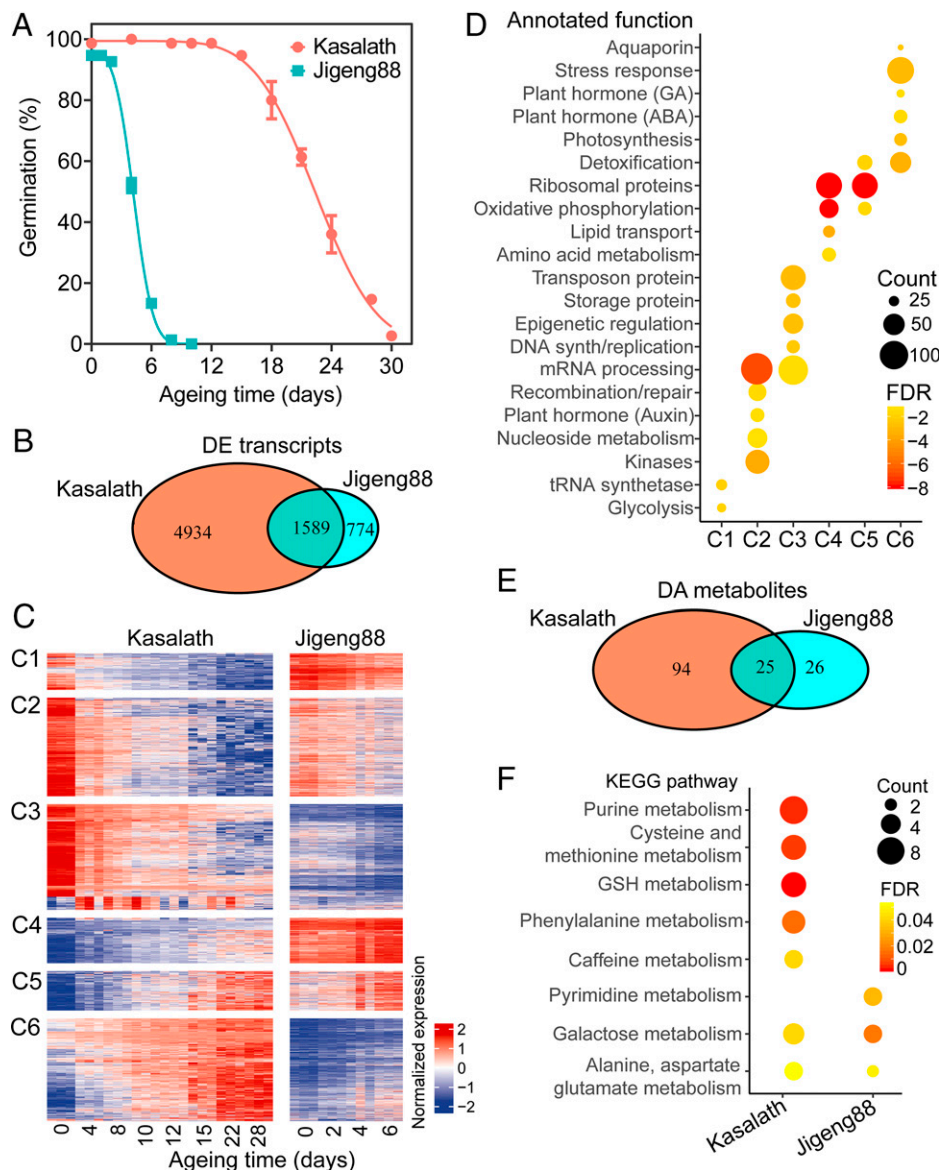 A
Kasalath
Jigeng88
Germination (%)
100
80
60
40
20
0
0 6 12 18 24 30
Ageing time (days)
B
DE transcripts
Kasalath
Jigeng88
4934
1589
774
C
Kasalath
Jigeng88
C1
C2
C3
C4
C5
C6
Normalized expression
2
1
0
−1
−2
0 4 8 10 12 15 22 28
0 2 4 6
Ageing time (days)
D
Annotated function
Aquaporin
Stress response
Plant hormone (GA)
Plant hormone (ABA)
Photosynthesis
Detoxification
Ribosomal proteins
Oxidative phosphorylation
Lipid transport
Amino acid metabolism
Transposon protein
Storage protein
Epigenetic regulation
DNA synth/replication
mRNA processing
Recombination/repair
Plant hormone (Auxin)
Nucleoside metabolism
Kinases
tRNA synthetase
Glycolysis
C1 C2 C3 C4 C5 C6
Count
25
50
100
FDR
−2
−4
−6
−8
E
DA metabolites
Kasalath
Jigeng88
94
25
26
F
KEGG pathway
Purine metabolism
Cysteine and
methionine metabolism
GSH metabolism
Phenylalanine metabolism
Caffeine metabolism
Pyrimidine metabolism
Galactose metabolism
Alanine, aspartate
glutamate metabolism
Kasalath
Jigeng88
Count
2
4
8
FDR
0.04
0.02
0